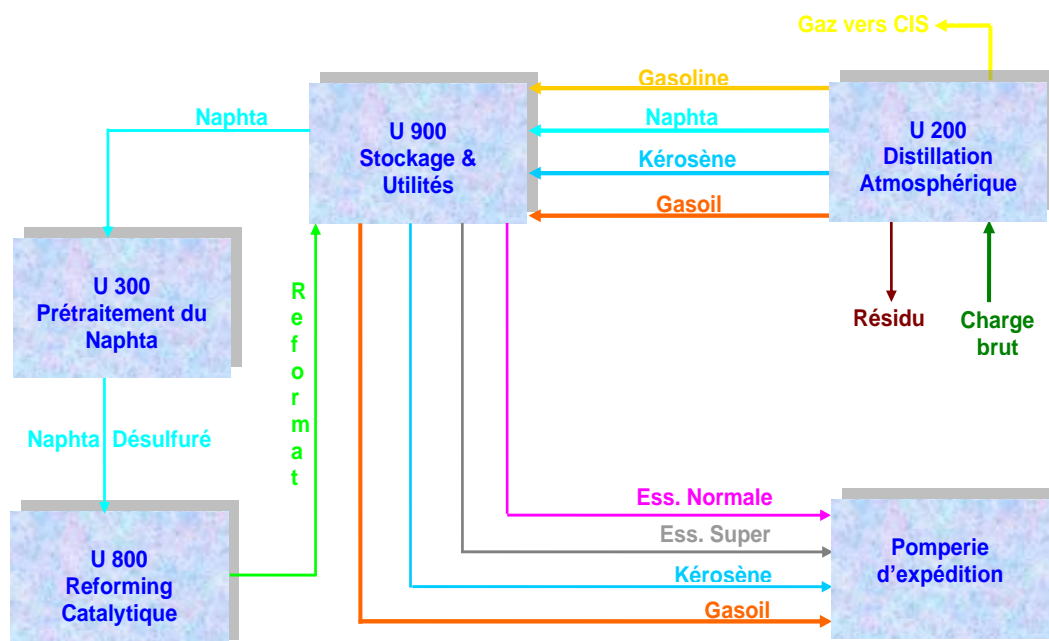 Gaz vers CIS
Gasoline
Naphta
Naphta
Kérosène
Gasoil
U 900
Stockage &
Utilités
U 200
Distillation
Atmosphérique
U 300
Prétraitement du
Naphta
Reformat
Résidu
Charge
brut
Naphta Désulfuré
U 800
Reforming
Catalytique
Ess. Normale
Ess. Super
Kérosène
Gasoil
Pomperie
d’expédition